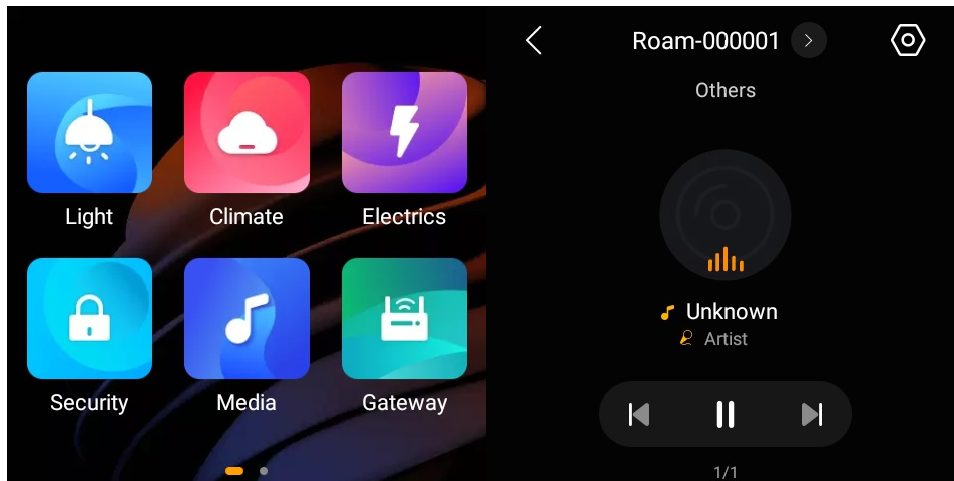 Light
Climate
Electrics
Security
Media
Gateway
Roam-000001
Others
Unknown
Artist
1/1